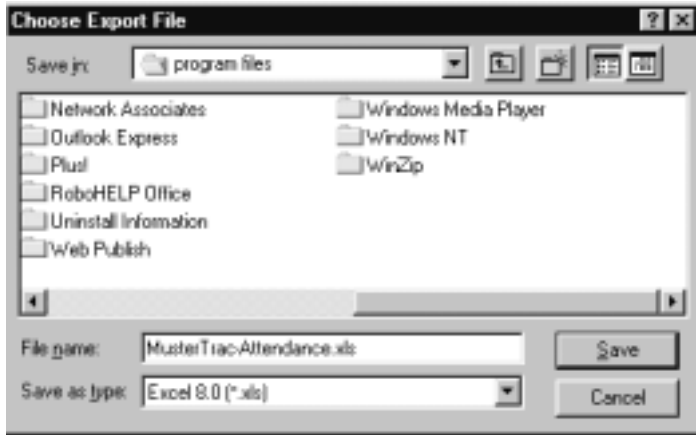 Choose Export File
Save in: program files
Network Associates
Outlook Express
Plus!
RoboHELP Office
Uninstall Information
Web Publish
Windows Media Player
Windows NT
WinZip
File name: MusterTrac-Attendance.xls Save
Save as type: Excel 8.0 (*.xls) Cancel